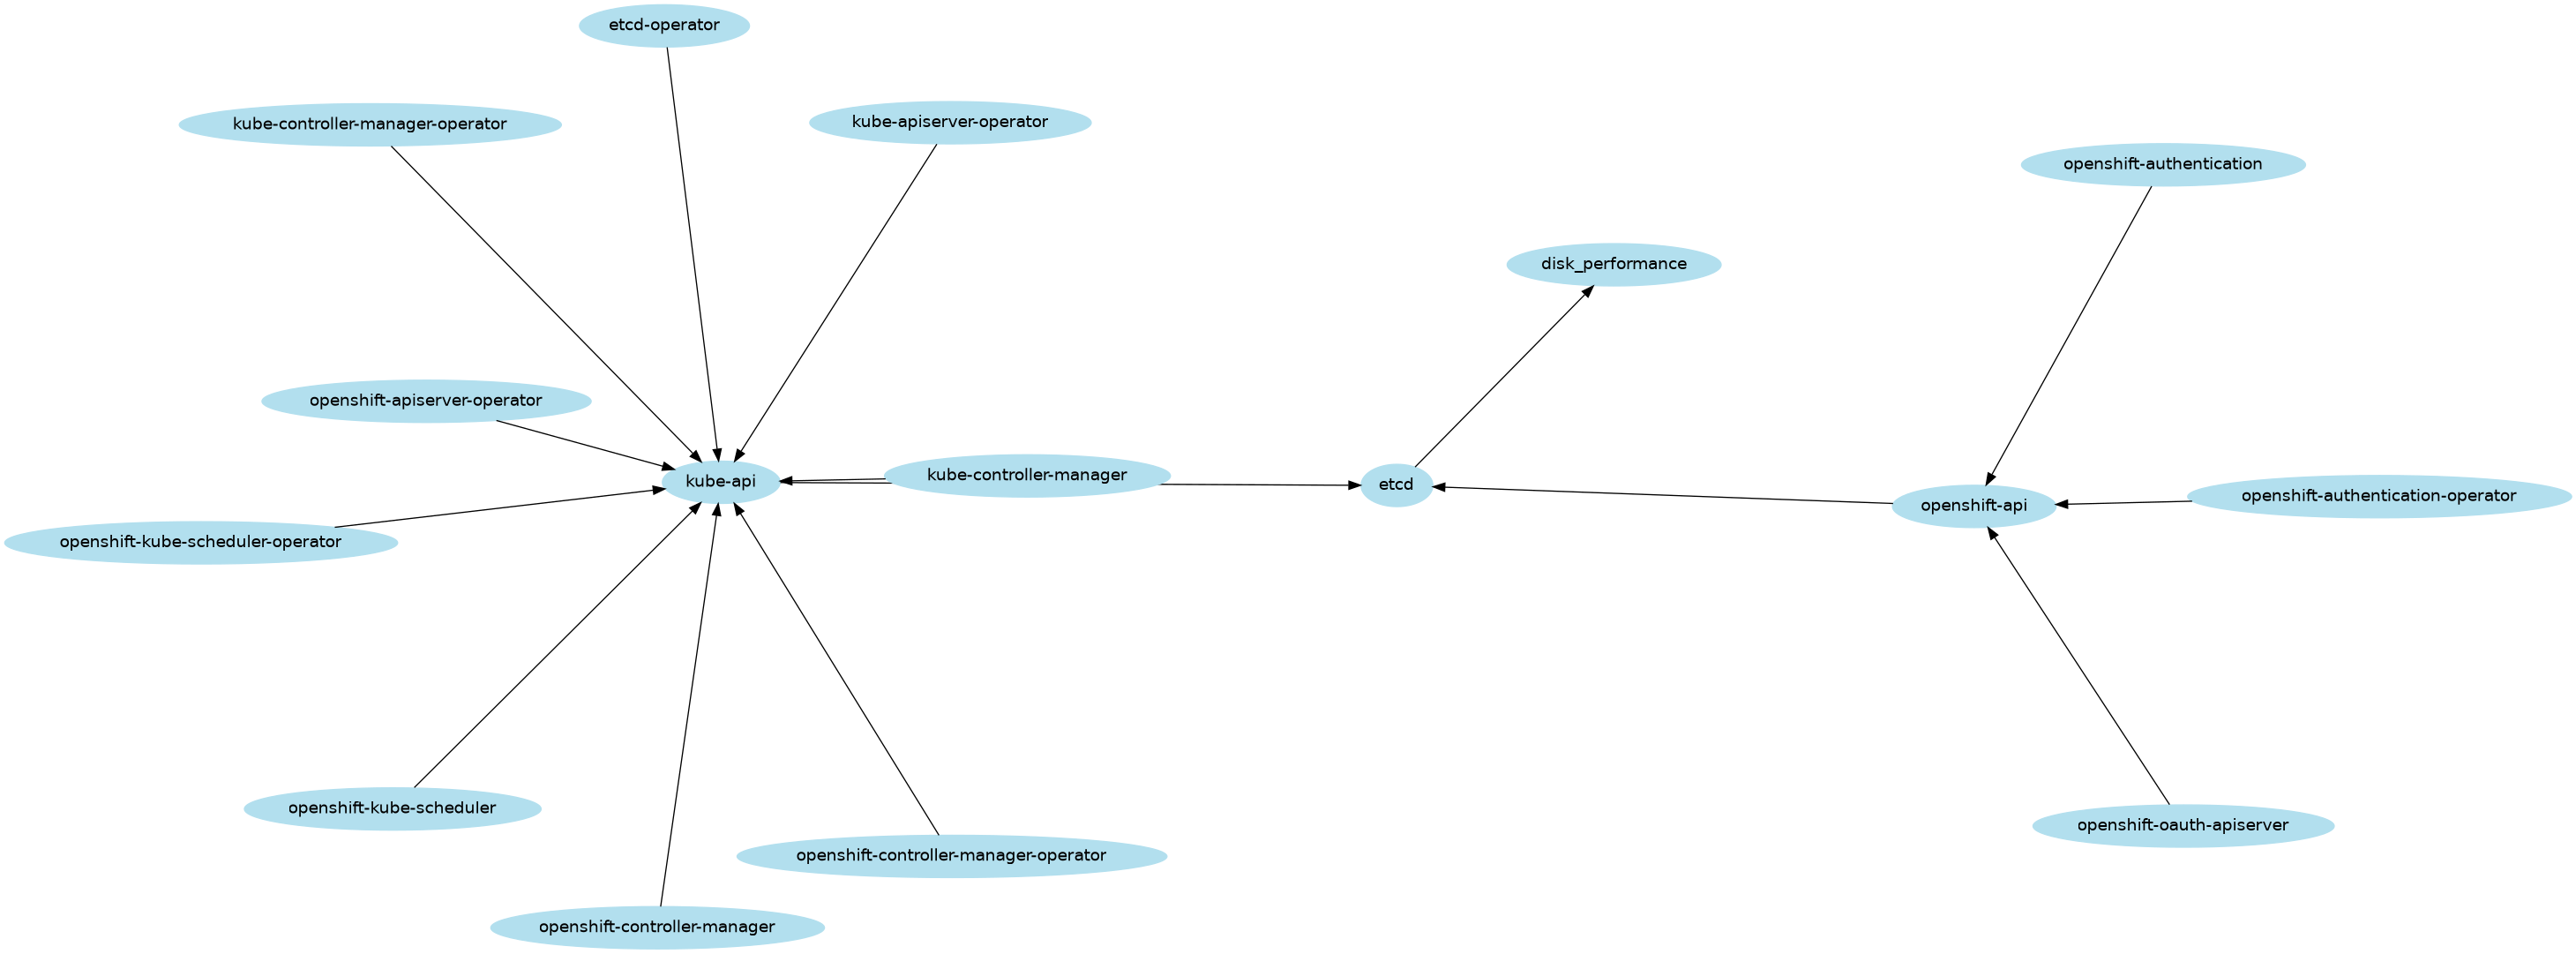 etcd-operator
kube-controller-manager-operator
kube-apiserver-operator
openshift-authentication
disk_performance
openshift-apiserver-operator
kube-api
kube-controller-manager
etcd
openshift-api
openshift-authentication-operator
openshift-kube-scheduler-operator
openshift-kube-scheduler
openshift-oauth-apiserver
openshift-controller-manager-operator
openshift-controller-manager